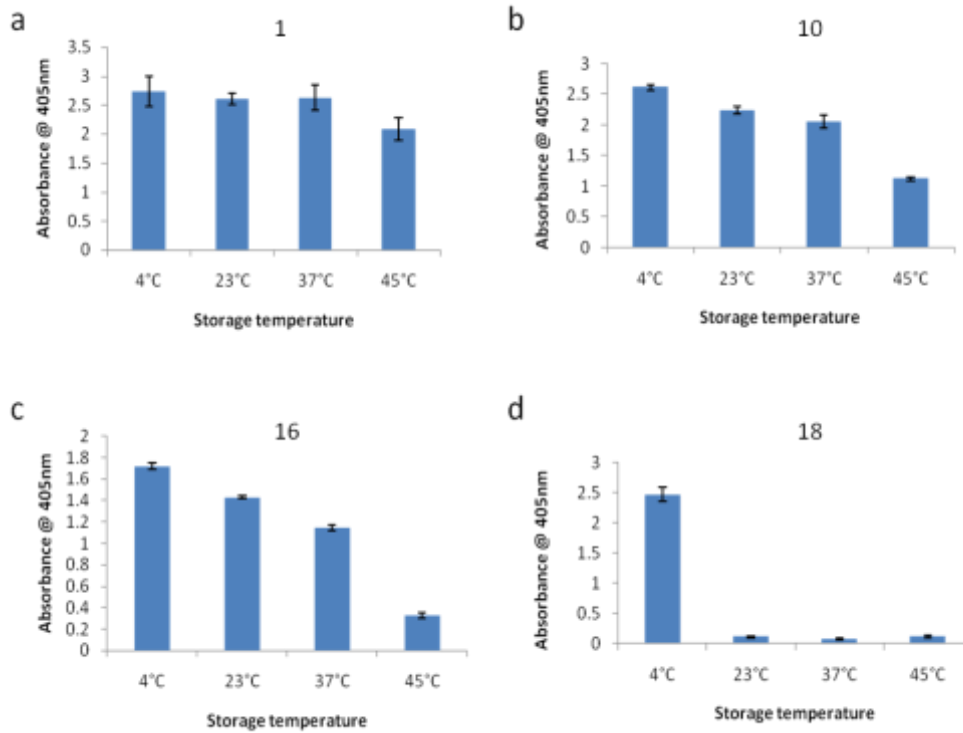 a
1
Absorbance @ 405nm
3.5
3
2.5
2
1.5
1
0.5
0
4°C 23°C 37°C 45°C
Storage temperature
b
10
Absorbance @ 405nm
3
2.5
2
1.5
1
0.5
0
4°C 23°C 37°C 45°C
Storage temperature
c
16
Absorbance @ 405nm
2
1.8
1.6
1.4
1.2
1
0.8
0.6
0.4
0.2
0
4°C 23°C 37°C 45°C
Storage temperature
d
18
Absorbance @ 405nm
3
2.5
2
1.5
1
0.5
0
4°C 23°C 37°C 45°C
Storage temperature